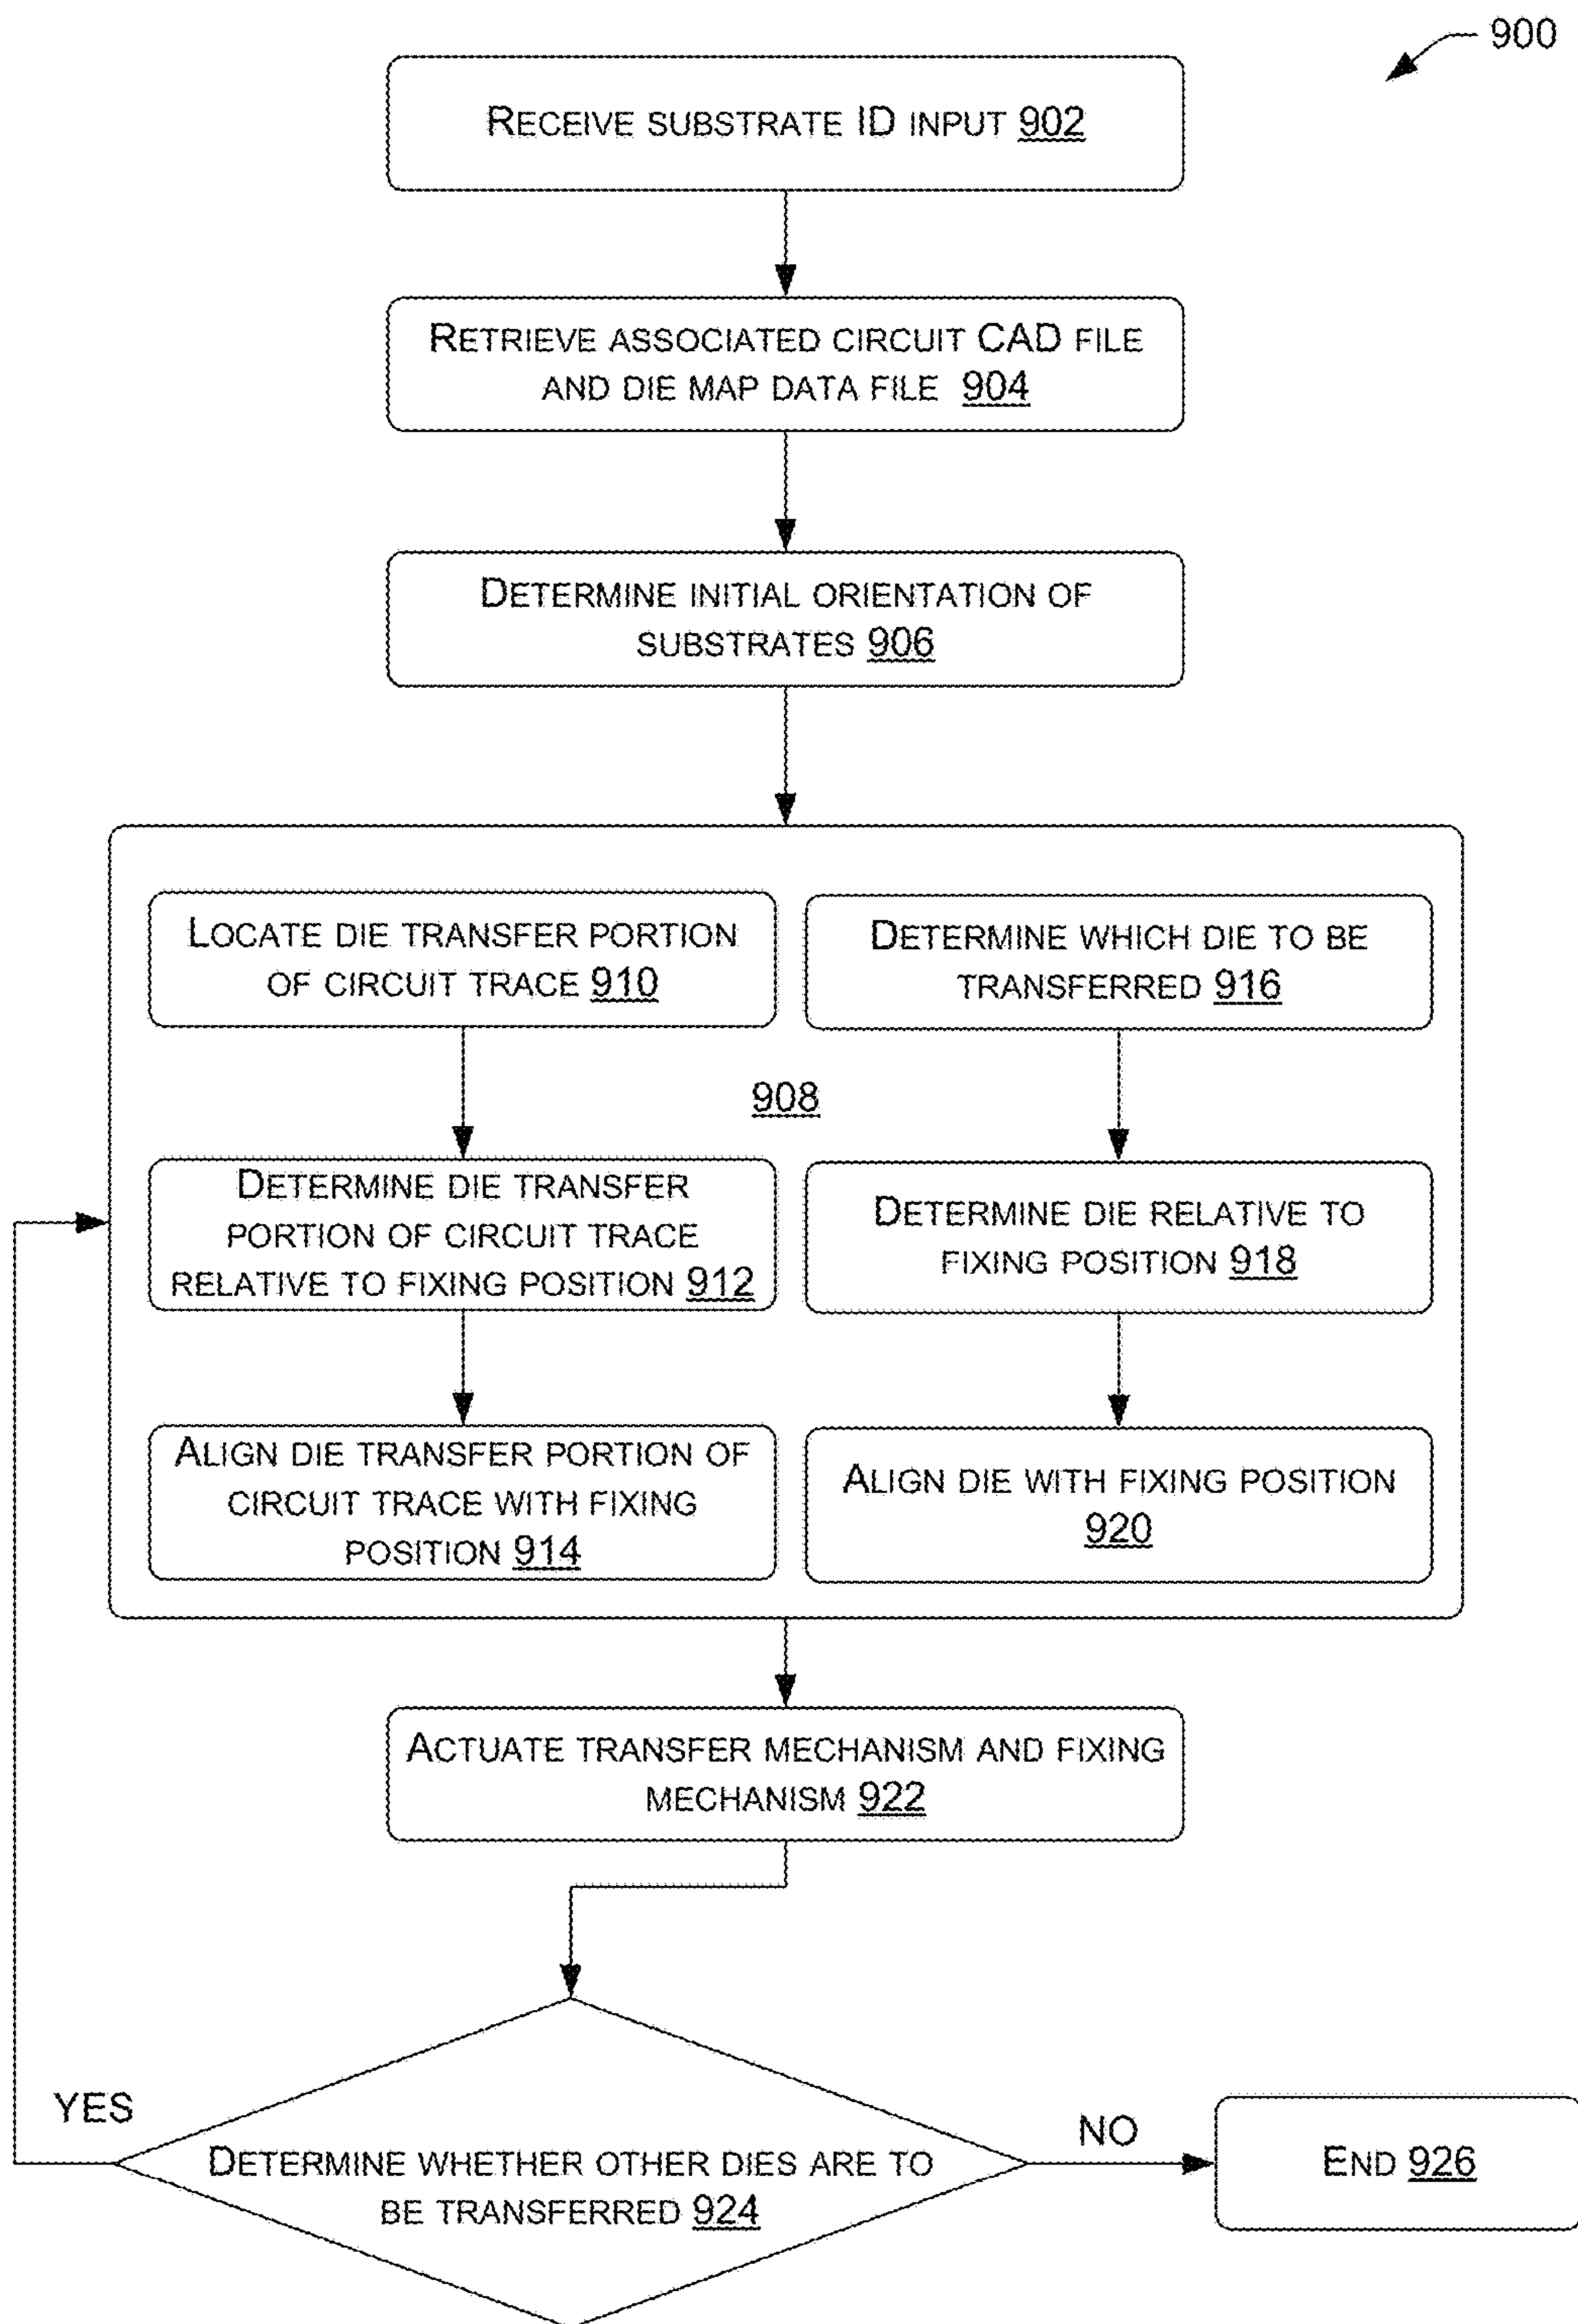 900
RECEIVE SUBSTRATE ID INPUT 902
RETRIEVE ASSOCIATED CIRCUIT CAD FILE
AND DIE MAP DATA FILE 904
DETERMINE INITIAL ORIENTATION OF
SUBSTRATES 906
LOCATE DIE TRANSFER PORTION
OF CIRCUIT TRACE 910
DETERMINE WHICH DIE TO BE
TRANSFERRED 916
908
DETERMINE DIE TRANSFER
PORTION OF CIRCUIT TRACE
RELATIVE TO FIXING POSITION 912
DETERMINE DIE RELATIVE TO
FIXING POSITION 918
ALIGN DIE TRANSFER PORTION OF
CIRCUIT TRACE WITH FIXING
POSITION 914
ALIGN DIE WITH FIXING POSITION
920
ACTUATE TRANSFER MECHANISM AND FIXING
MECHANISM 922
YES
DETERMINE WHETHER OTHER DIES ARE TO
BE TRANSFERRED 924
NO
END 926